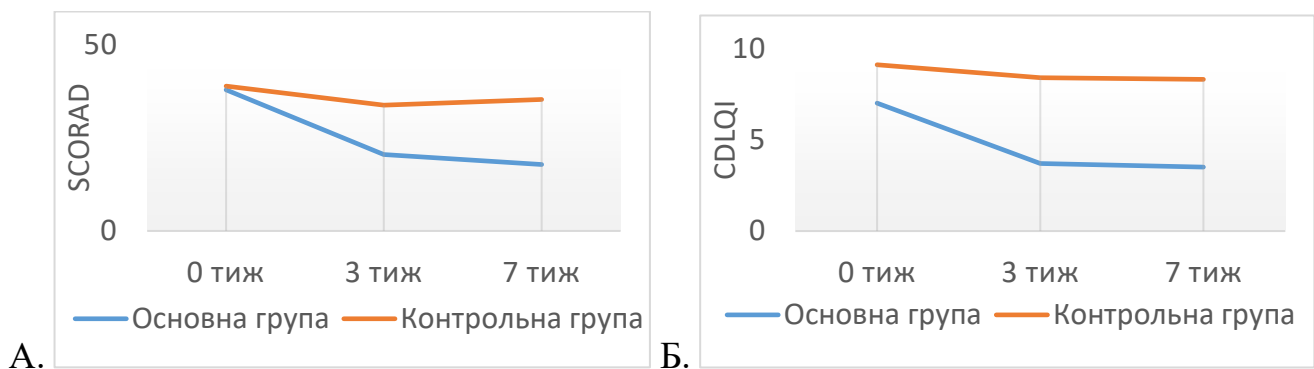 50
SCORAD
0
0 тиж 3 тиж 7 тиж
Основна група Контрольна група
А.
10
CDLQI
5
0
0 тиж 3 тиж 7 тиж
Основна група Контрольна група
Б.